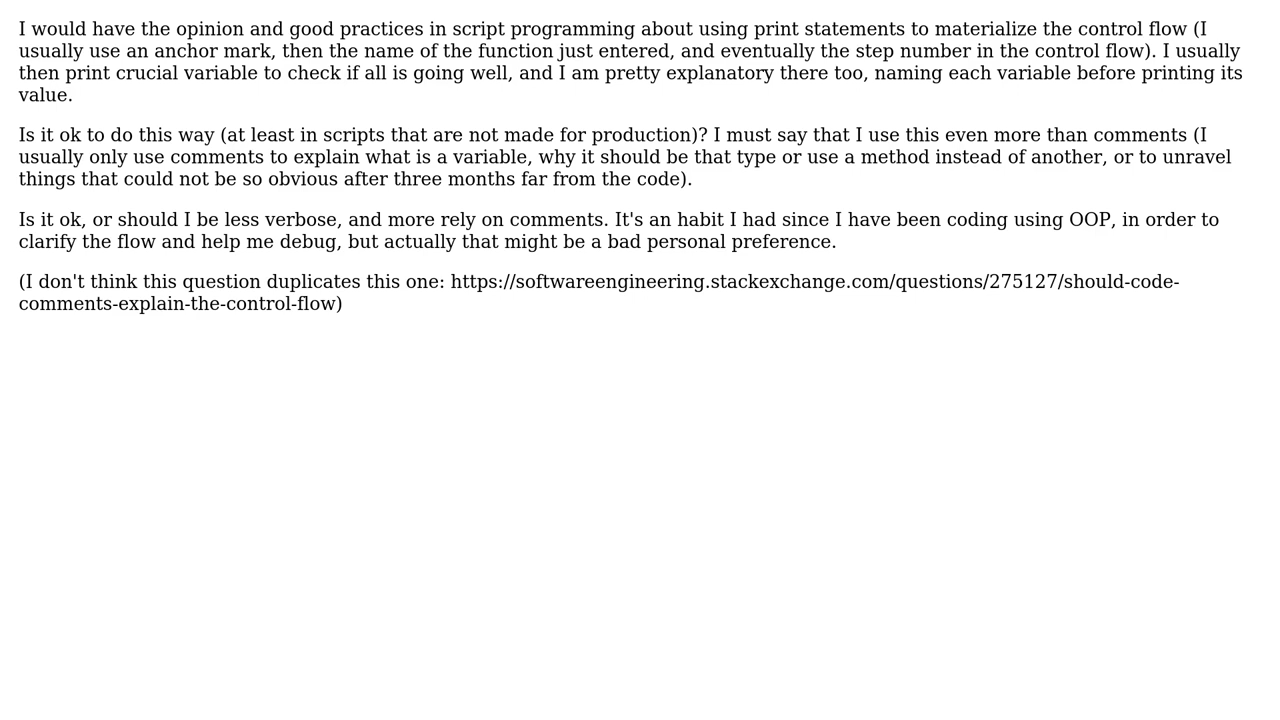 I would have the opinion and good practices in script programming about using print statements to materialize the control flow (I
usually use an anchor mark, then the name of the function just entered, and eventually the step number in the control flow). I usually
then print crucial variable to check if all is going well, and I am pretty explanatory there too, naming each variable before printing its
value.
Is it ok to do this way (at least in scripts that are not made for production)? I must say that I use this even more than comments (I
usually only use comments to explain what is a variable, why it should be that type or use a method instead of another, or to unravel
things that could not be so obvious after three months far from the code).
Is it ok, or should I be less verbose, and more rely on comments. It's an habit I had since I have been coding using OOP, in order to
clarify the flow and help me debug, but actually that might be a bad personal preference.
(I don't think this question duplicates this one: https://softwareengineering.stackexchange.com/questions/275127/should-code-
comments-explain-the-control-flow)